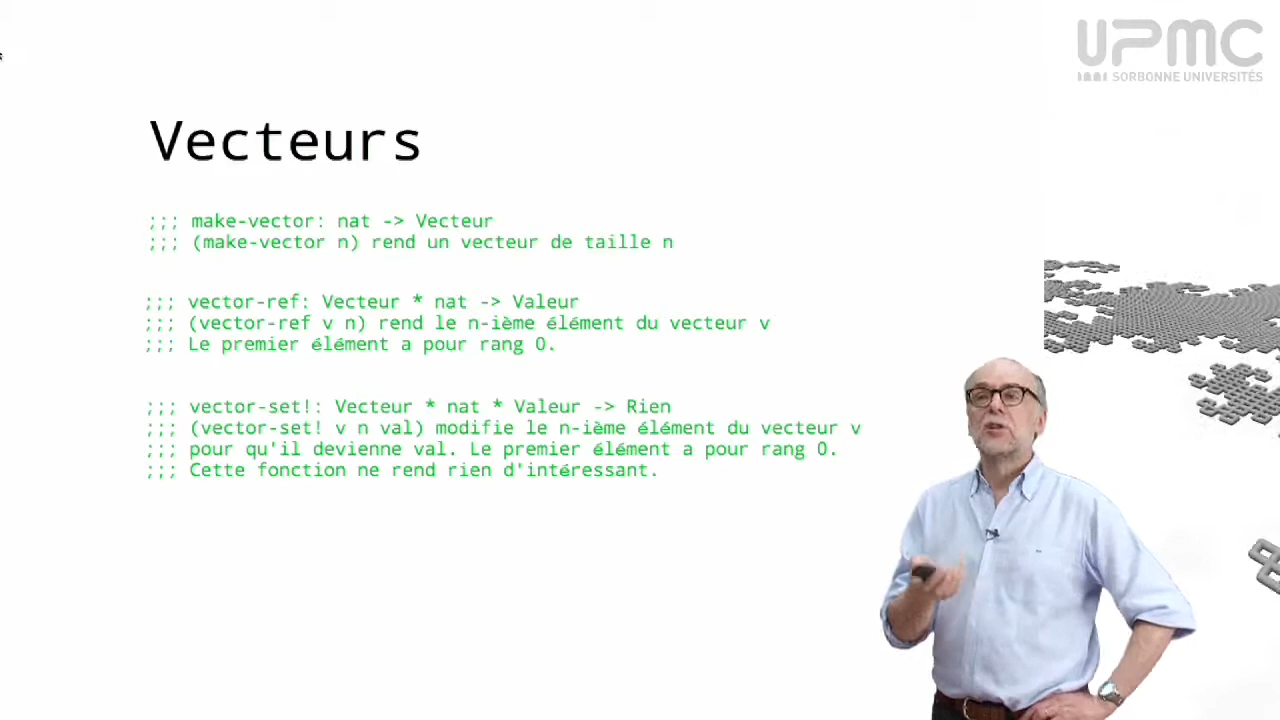 UPMC
SORBONNE UNIVERSITÉS
Vecteurs
;;; make-vector: nat -> Vecteur
;;; (make-vector n) rend un vecteur de taille n
;;; vector-ref: Vecteur * nat -> Valeur
;;; (vector-ref v n) rend le n-ième élément du vecteur v
;;; Le premier élément a pour rang 0.
;;; vector-set!: Vecteur * nat * Valeur -> Rien
;;; (vector-set! v n val) modifie le n-ième élément du vecteur v
;;; pour qu'il devienne val. Le premier élément a pour rang 0.
;;; Cette fonction ne rend rien d'intéressant.